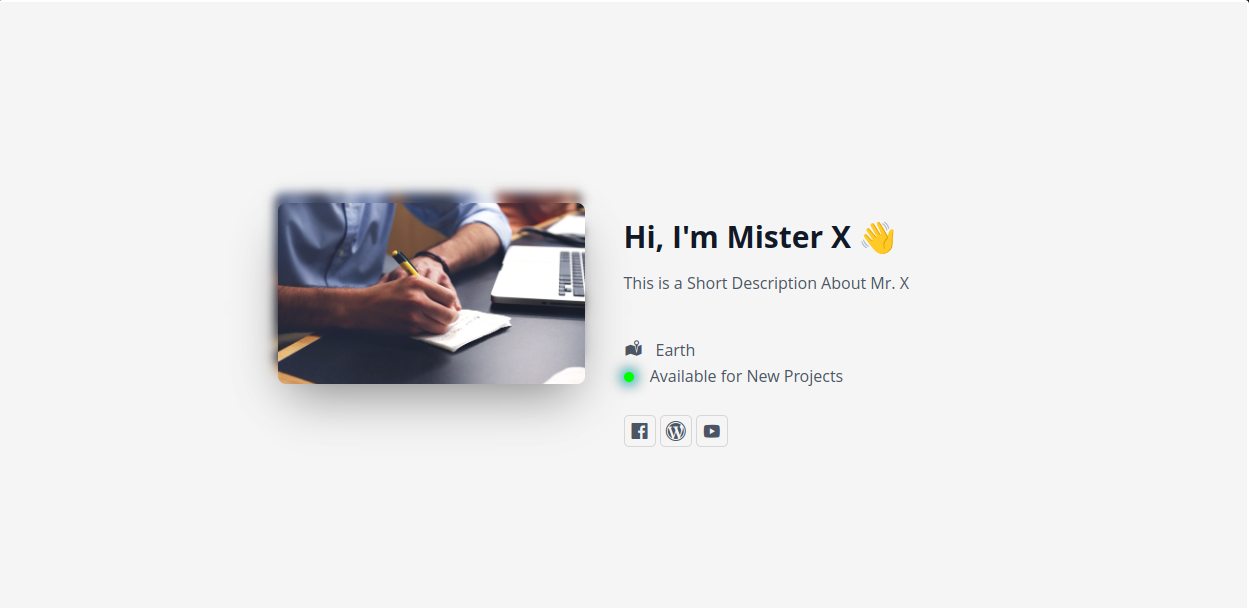 Hi, I'm Mister X 👋
This is a Short Description About Mr. X
Earth
Available for New Projects